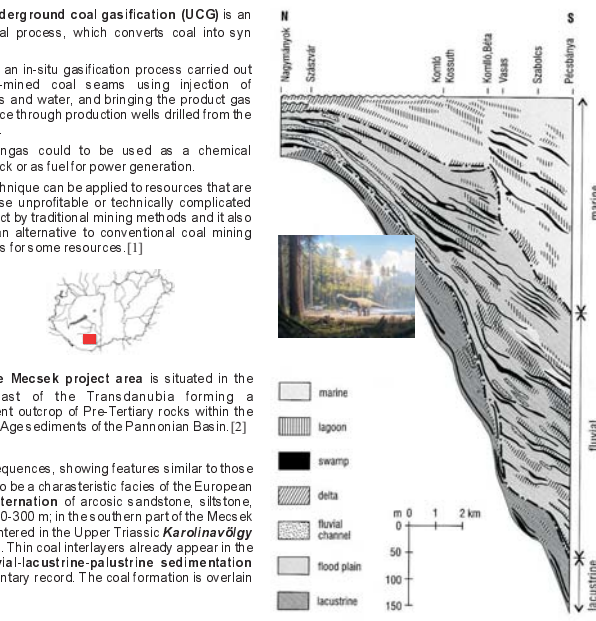 derground coal gasification (UCG) is an
al process, which converts coal into syn
an in-situ gasification process carried out
-mined coal seams using injection of
s and water, and bringing the product gas
ce through production wells drilled from the
.
ngas could to be used as a chemical
ck or as fuel for power generation.
hnique can be applied to resources that are
se unprofitable or technically complicated
ct by traditional mining methods and it also
an alternative to conventional coal mining
s for some resources.[1]
e Mecsek project area is situated in the
ast of the Transdanubia forming a
ent outcrop of Pre-Tertiary rocks within the
Age sediments of the Pannonian Basin.[2]
equences, showing features similar to those
o be a charasteristic facies of the European
ternation of arcosic sandstone, siltstone,
0-300 m; in the southern part of the Mecsek
ntered in the Upper Triassic Karolinavölgy
. Thin coal interlayers already appear in the
vial-lacustrine-palustrine sedimentation
entary record. The coal formation is overlain
N
S
Nagymányok
Szászvár
Komló
Kossuth
Komló,Béta
Vasas
Szabolcs
Pécsbánya
marine
fluvial
lacustrine
marine
lagoon
swamp
delta
fluvial
channel
flood plain
lacustrine
m 0 1 2 km
0
50
100
150